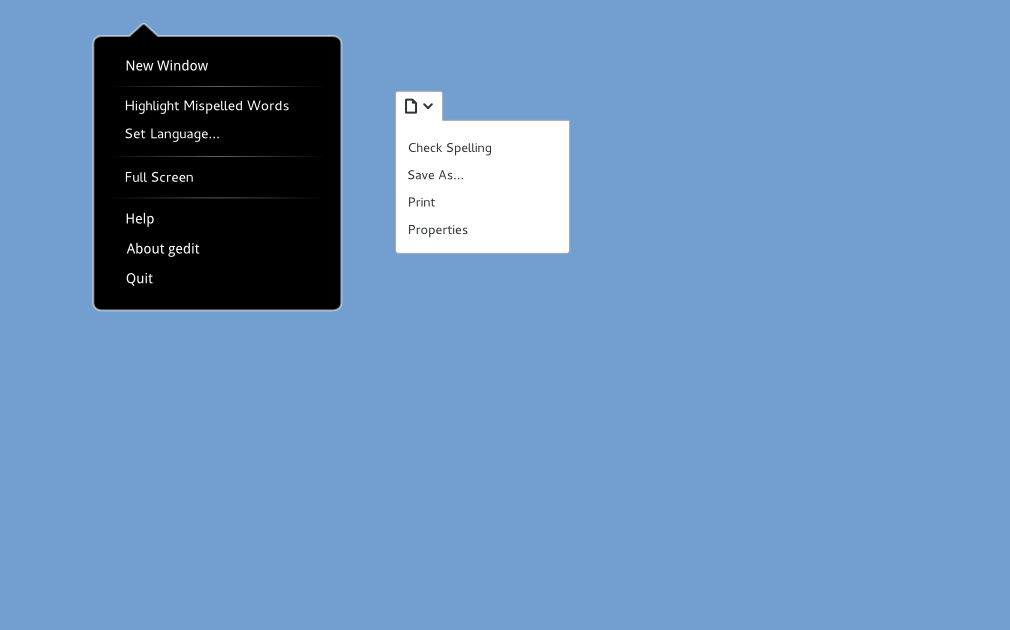 New Window
Highlight Mispelled Words
Set Language...
Full Screen
Help
About gedit
Quit
Check Spelling
Save As...
Print
Properties